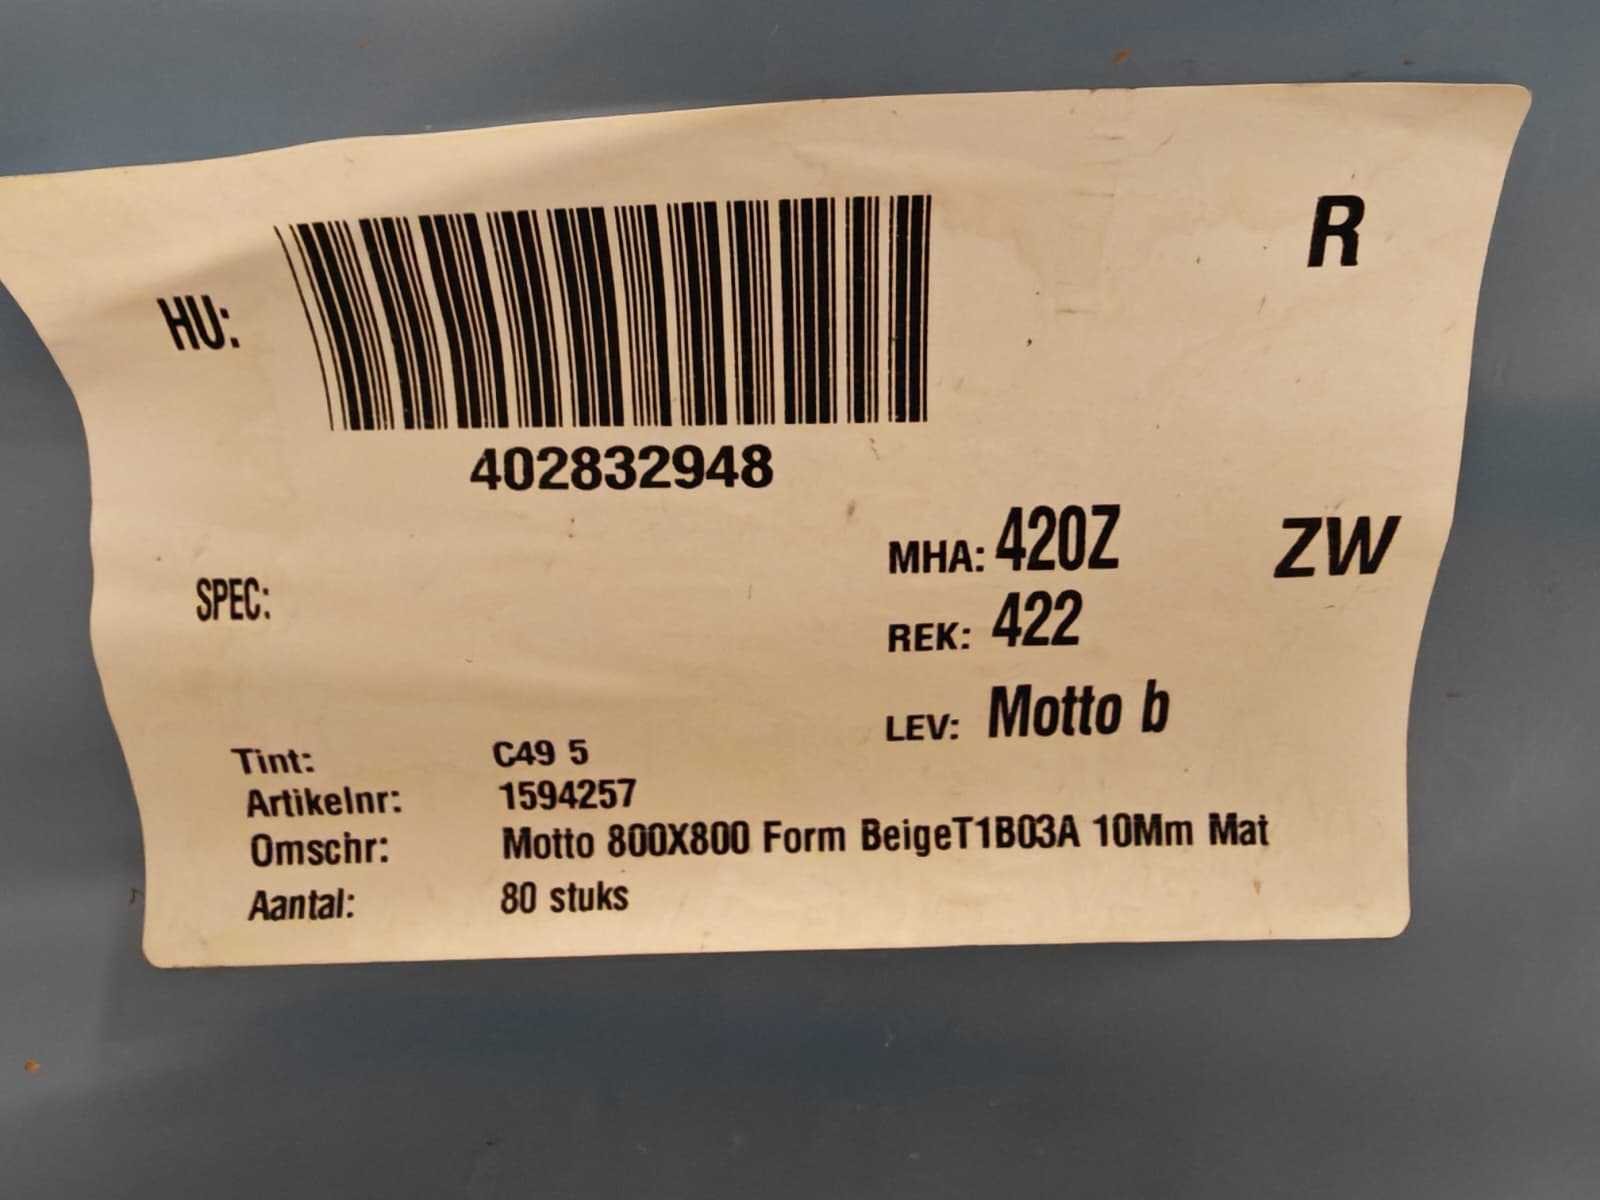 R
HU:
402832948
MHA: 420Z ZW
SPEC:
REK: 422
LEV: Motto b
Tint: C49 5
Artikelnr: 1594257
Omschr: Motto 800X800 Form BeigeT1B03A 10Mm Mat
Aantal: 80 stuks